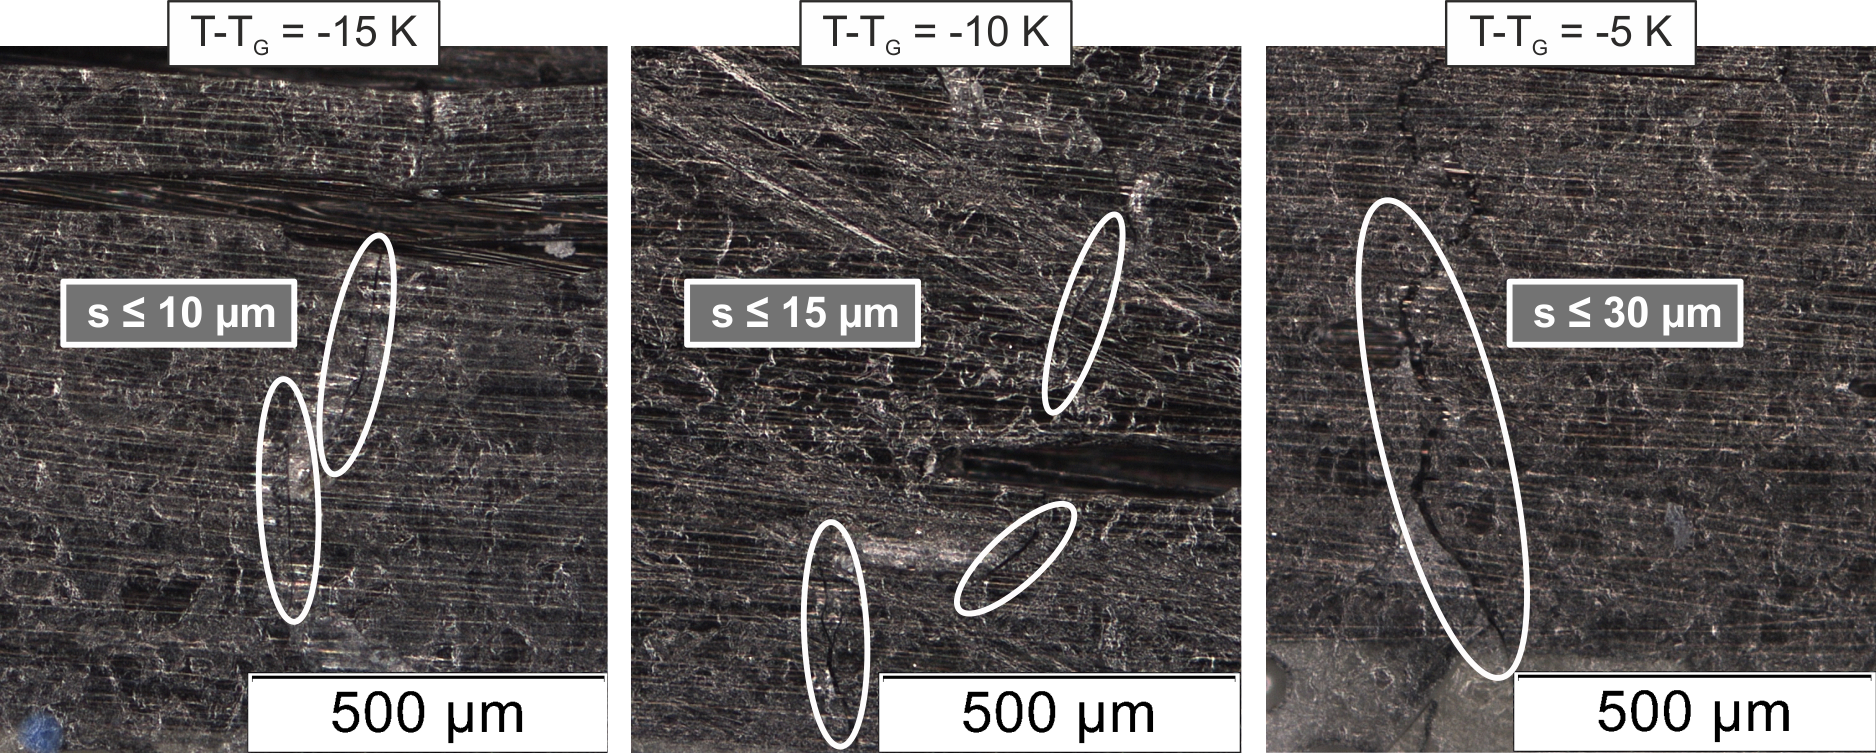 T-TG = -15 K
T-TG = -10 K
T-TG = -5 K
s ≤ 10 µm
s ≤ 15 µm
s ≤ 30 µm
500 µm
500 µm
500 µm